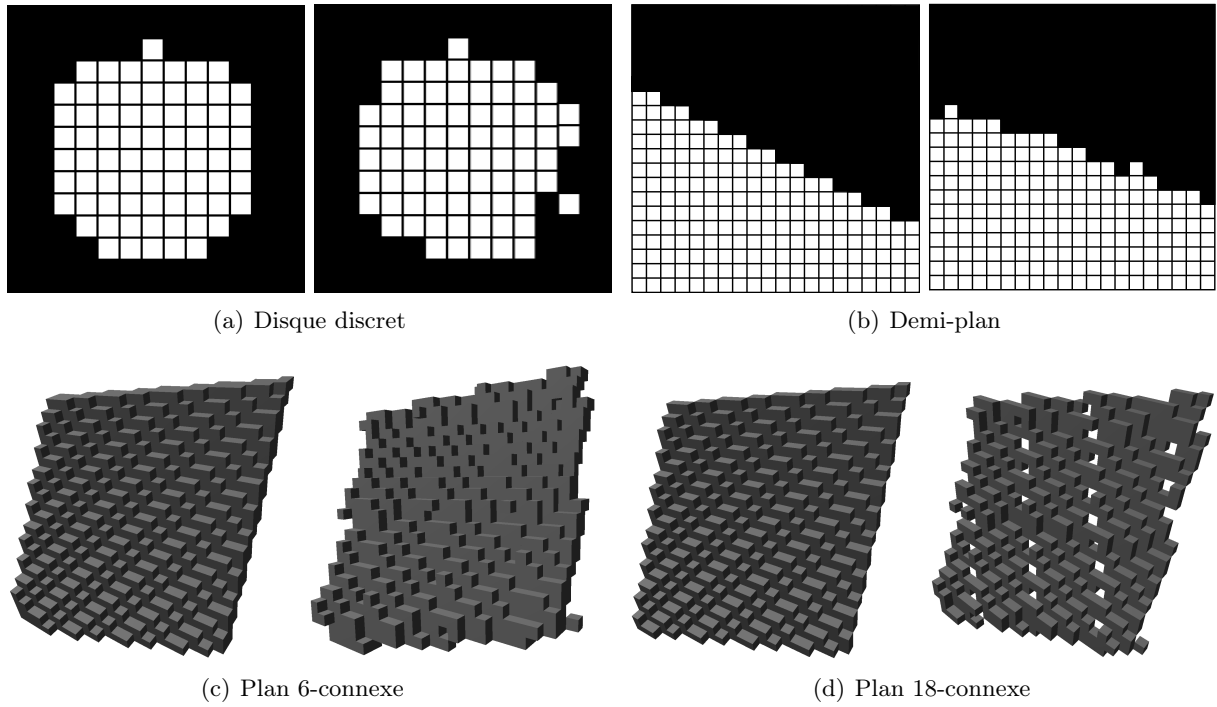 (a) Disque discret
(b) Demi-plan
(c) Plan 6-connexe
(d) Plan 18-connexe